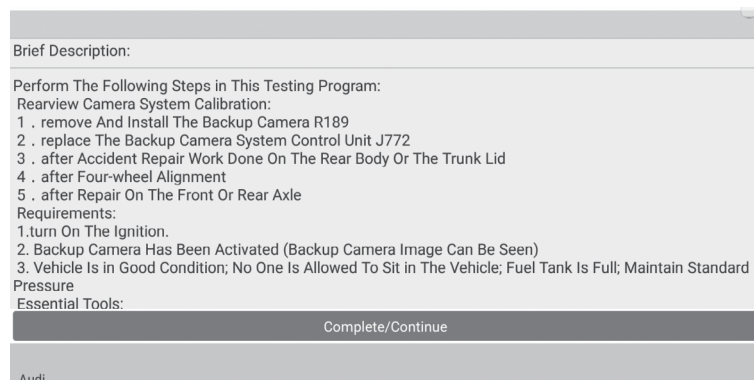 Brief Description:
Perform The Following Steps in This Testing Program:
Rearview Camera System Calibration:
1 . remove And Install The Backup Camera R189
2 . replace The Backup Camera System Control Unit J772
3 . after Accident Repair Work Done On The Rear Body Or The Trunk Lid
4 . after Four-wheel Alignment
5 . after Repair On The Front Or Rear Axle
Requirements:
1.turn On The Ignition.
2. Backup Camera Has Been Activated (Backup Camera Image Can Be Seen)
3. Vehicle Is in Good Condition; No One Is Allowed To Sit in The Vehicle; Fuel Tank Is Full; Maintain Standard
Pressure
Essential Tools:
Complete/Continue
Audi